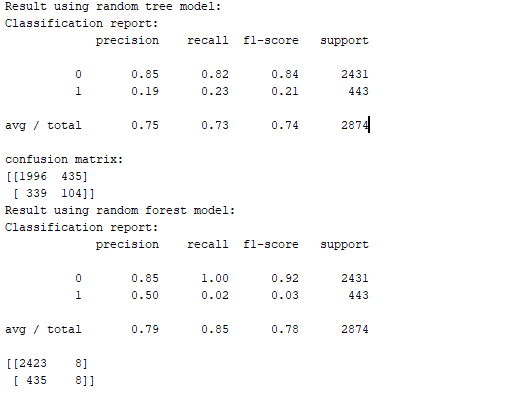 Result using random tree model:
Classification report:
precision recall f1-score support
0 0.85 0.82 0.84 2431
1 0.19 0.23 0.21 443
avg / total 0.75 0.73 0.74 2874
confusion matrix:
[[1996 435]
[ 339 104]]
Result using random forest model:
Classification report:
precision recall f1-score support
0 0.85 1.00 0.92 2431
1 0.50 0.02 0.03 443
avg / total 0.79 0.85 0.78 2874
[[2423 8]
[ 435 8]]